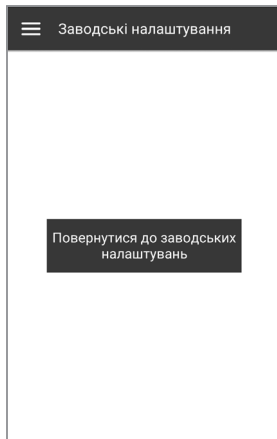 Заводські налаштування
Повернутися до заводських
налаштувань